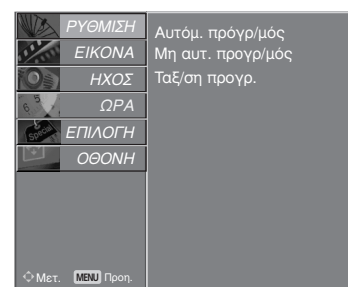 ΡΥΘΜΙΣΗ
ΕΙΚΟΝΑ
ΗΧΟΣ
ΩΡΑ
ΕΠΙΛΟΓΗ
ΟΘΟΝΗ
Αυτόμ. πρόγρ/μός
Μη αυτ. προγρ/μός
Ταξ/ση προγρ.
Special
Μετ. MENU Προη.